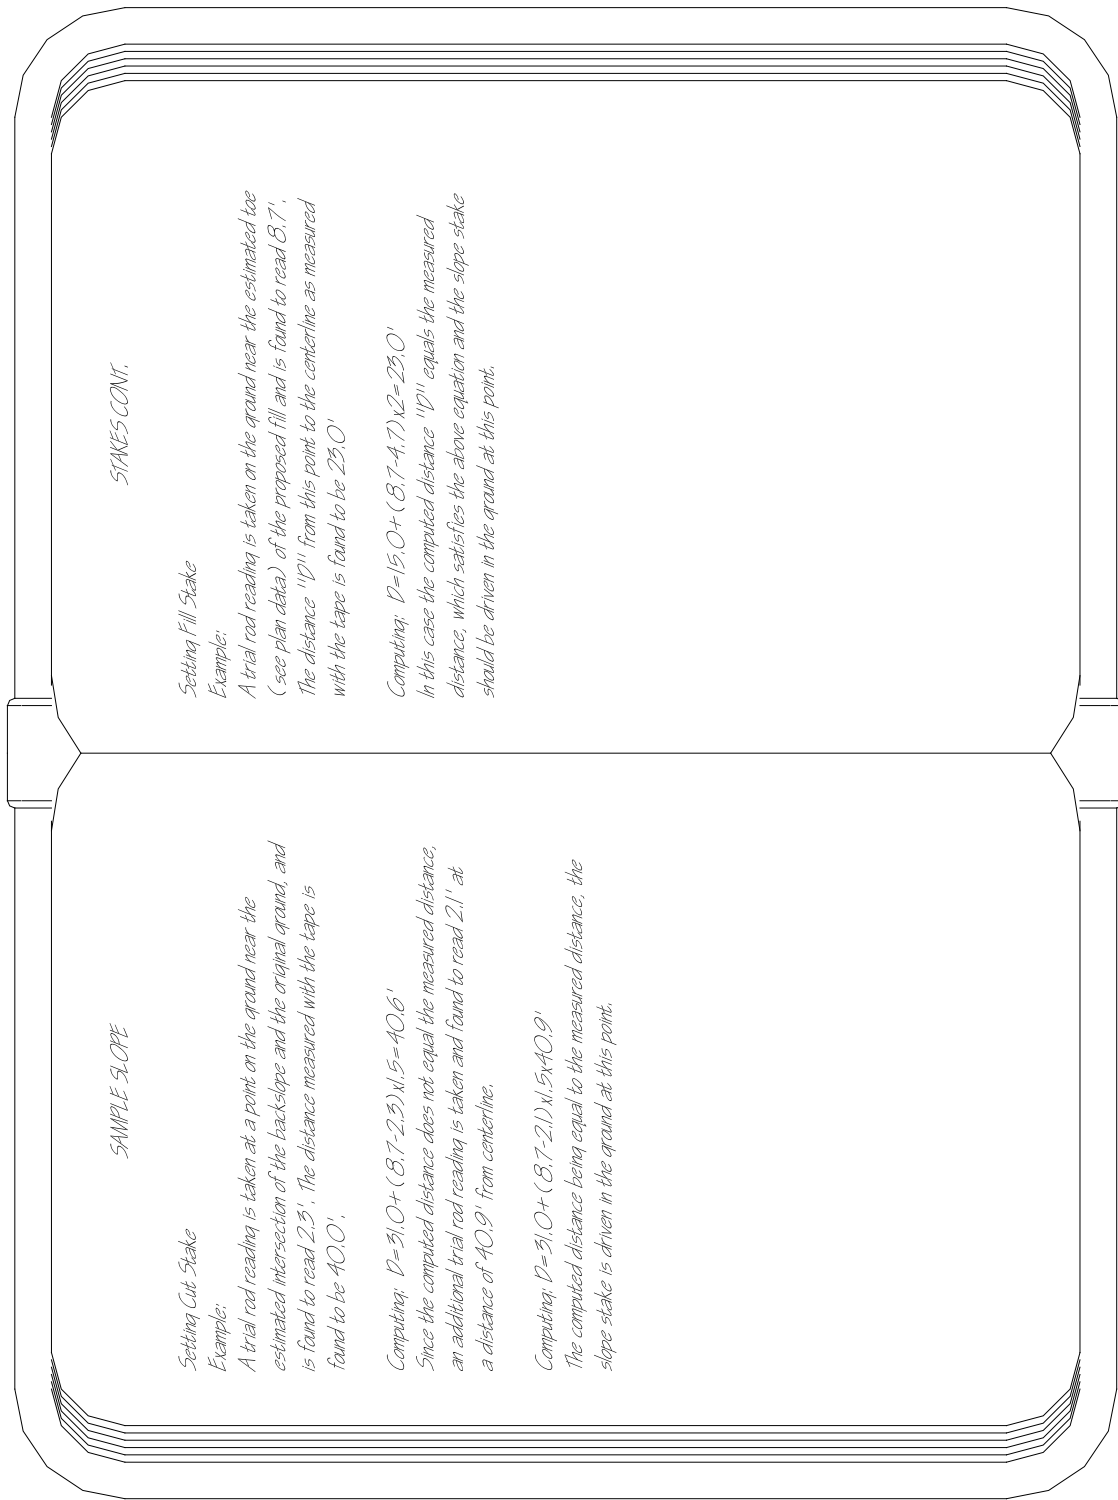 SAMPLE SLOPE
Setting Cut Stake
Example:
A trial rod reading is taken at a point on the ground near the
estimated intersection of the backslope and the original ground, and
is found to read 2.3'. The distance measured with the tape is
found to be 40.0'.
Computing: D=31.0+(8.7-2.3)x1.5=40.6'
Since the computed distance does not equal the measured distance,
an additional trial rod reading is taken and found to read 2.1' at
a distance of 40.9' from centerline.
Computing: D=31.0+(8.7-2.1)x1.5x40.9'
The computed distance being equal to the measured distance, the
slope stake is driven in the ground at this point.
STAKES CONT.
Setting Fill Stake
Example:
A trial rod reading is taken on the ground near the estimated toe
(see plan data) of the proposed fill and is found to read 8.7'.
The distance "D" from this point to the centerline as measured
with the tape is found to be 23.0'
Computing: D=15.0+(8.7-4.7)x2=23.0'
In this case the computed distance "D" equals the measured
distance, which satisfies the above equation and the slope stake
should be driven in the ground at this point.